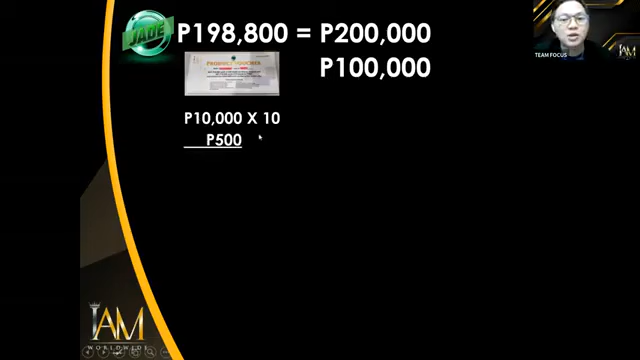 JADE
P198,800 = P200,000
P100,000
PRODUCT VOUCHER
P10,000 X 10
P500
IAM
WORLDWIDE
IAM
TEAM FOCUS